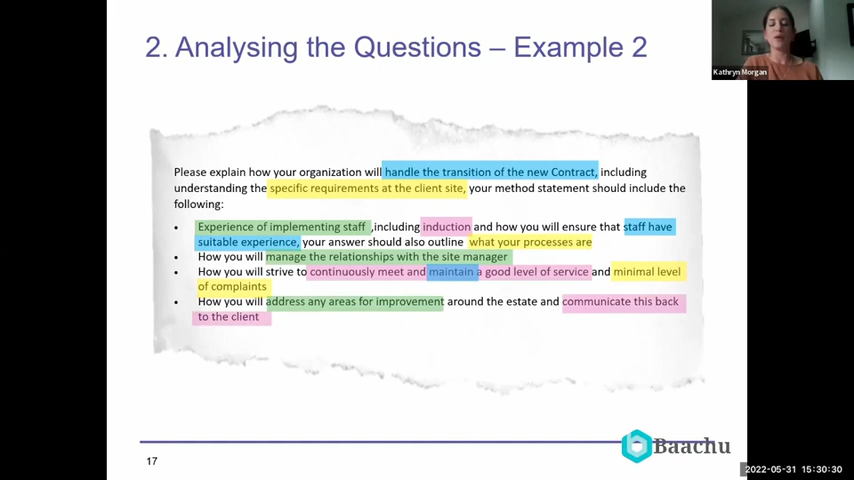 2. Analysing the Questions – Example 2
Kathryn Morgan
Please explain how your organization will handle the transition of the new Contract, including
understanding the specific requirements at the client site, your method statement should include the
following:
• Experience of implementing staff ,including induction and how you will ensure that staff have
suitable experience, your answer should also outline what your processes are
• How you will manage the relationships with the site manager
• How you will strive to continuously meet and maintain a good level of service and minimal level
of complaints
• How you will address any areas for improvement around the estate and communicate this back
to the client
17
Baachu
2022-05-31 15:30:30